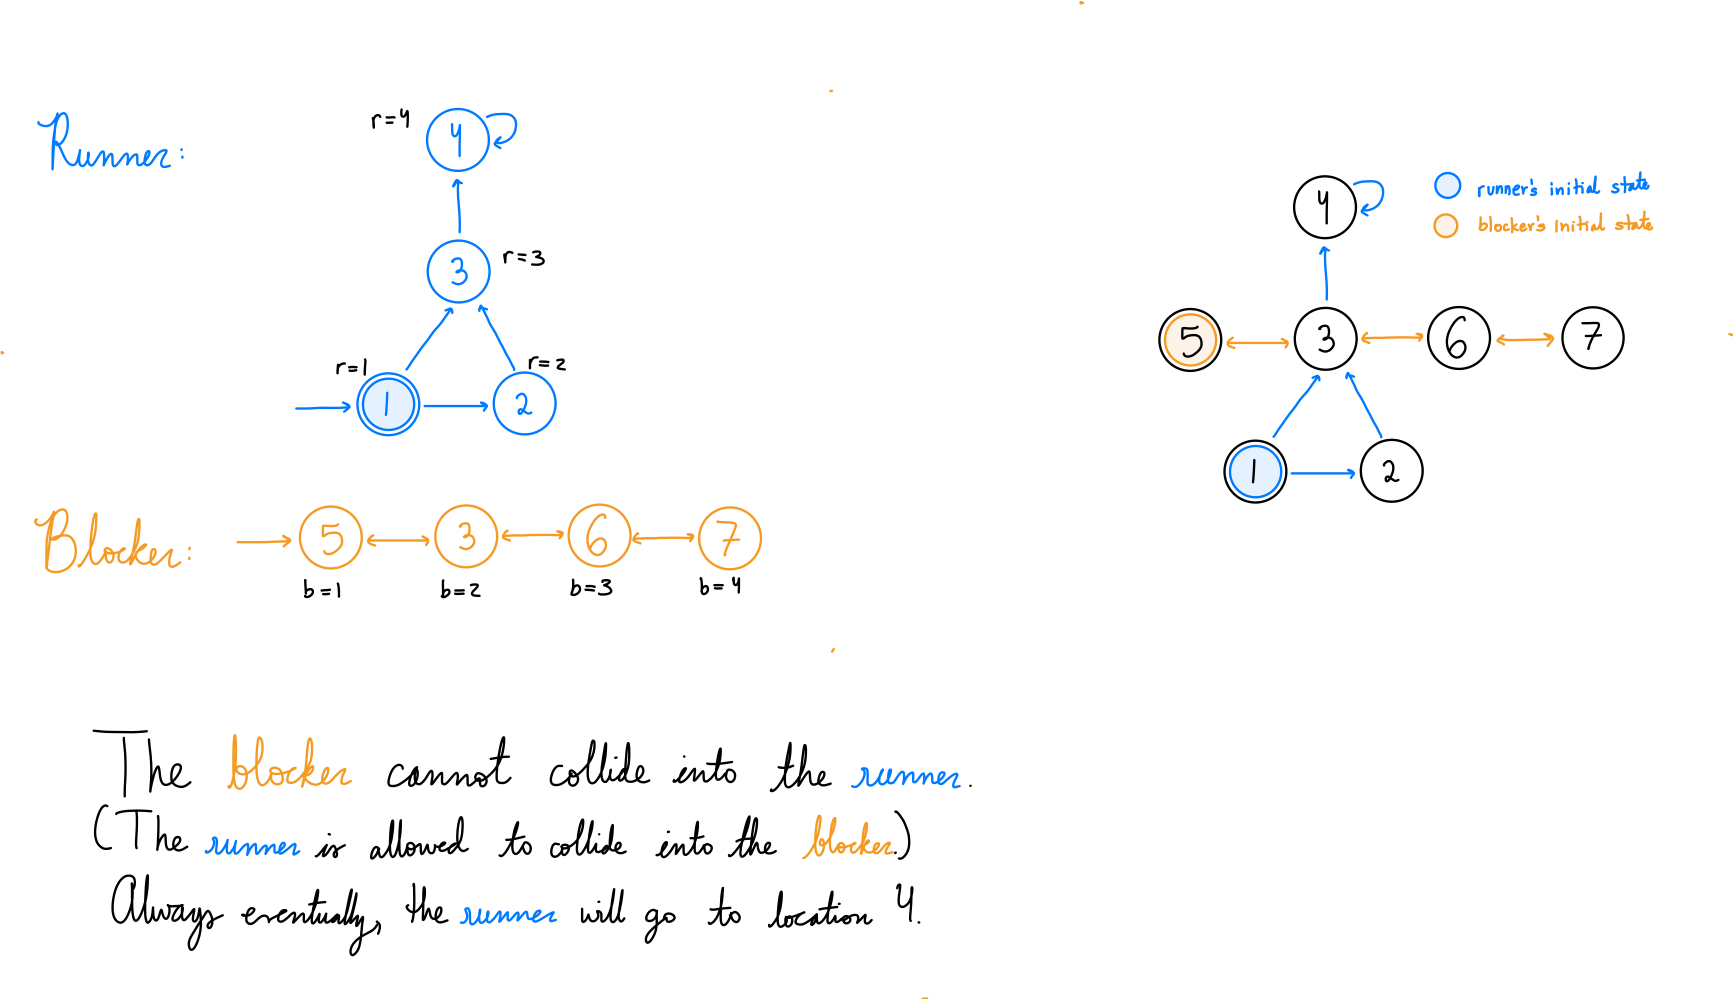 Runner:
r=4
4
3
r=3
r=1
r=2
1
2
Blocker:
5
3
6
7
b=1
b=2
b=3
b=4
4
runner's initial state
blocker's initial state
5
3
6
7
1
2
The blocker cannot collide into the runner.
(The runner is allowed to collide into the blocker.)
Always eventually, the runner will go to location 4.